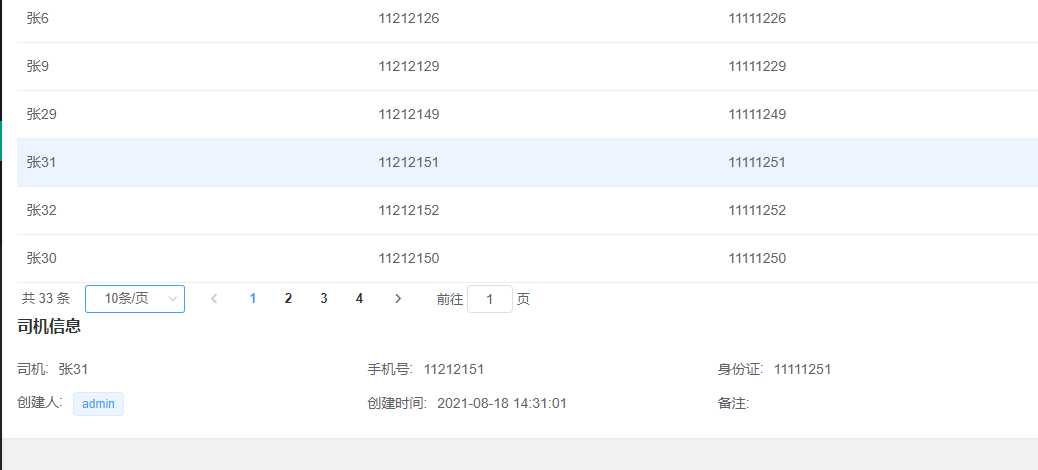 张6 11212126 11111226
张9 11212129 11111229
张29 11212149 11111249
张31 11212151 11111251
张32 11212152 11111252
张30 11212150 11111250
共 33 条 10条/页 1 2 3 4 前往 1 页
司机信息
司机: 张31 手机号: 11212151 身份证: 11111251
创建人: admin 创建时间: 2021-08-18 14:31:01 备注: